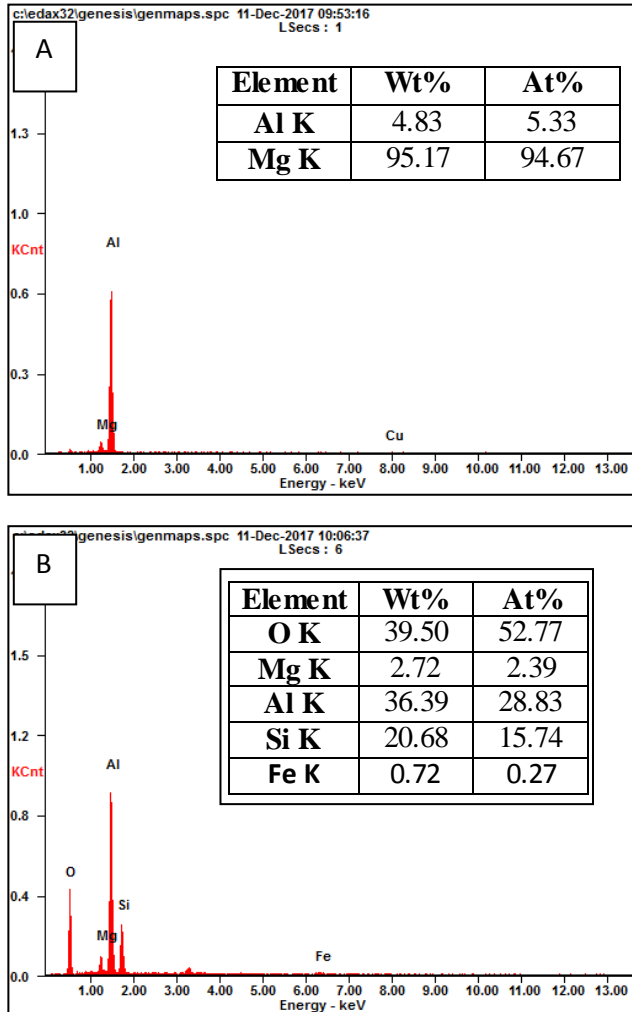 c:\edax32\genesis\genmaps.spc 11-Dec-2017 09:53:16
LSecs : 1
A
Element Wt% At%
Al K 4.83 5.33
Mg K 95.17 94.67
1.3
1.0
KCnt
Al
0.6
0.3
Mg
Cu
0.0
1.00 2.00 3.00 4.00 5.00 6.00 7.00 8.00 9.00 10.00 11.00 12.00 13.00
Energy - keV
genesis\genmaps.spc 11-Dec-2017 10:06:37
LSecs : 6
B
Element Wt% At%
O K 39.50 52.77
Mg K 2.72 2.39
Al K 36.39 28.83
Si K 20.68 15.74
Fe K 0.72 0.27
1.5
1.2
KCnt
Al
0.8
O
0.4
Si
Mg
Fe
0.0
1.00 2.00 3.00 4.00 5.00 6.00 7.00 8.00 9.00 10.00 11.00 12.00 13.00
Energy - keV